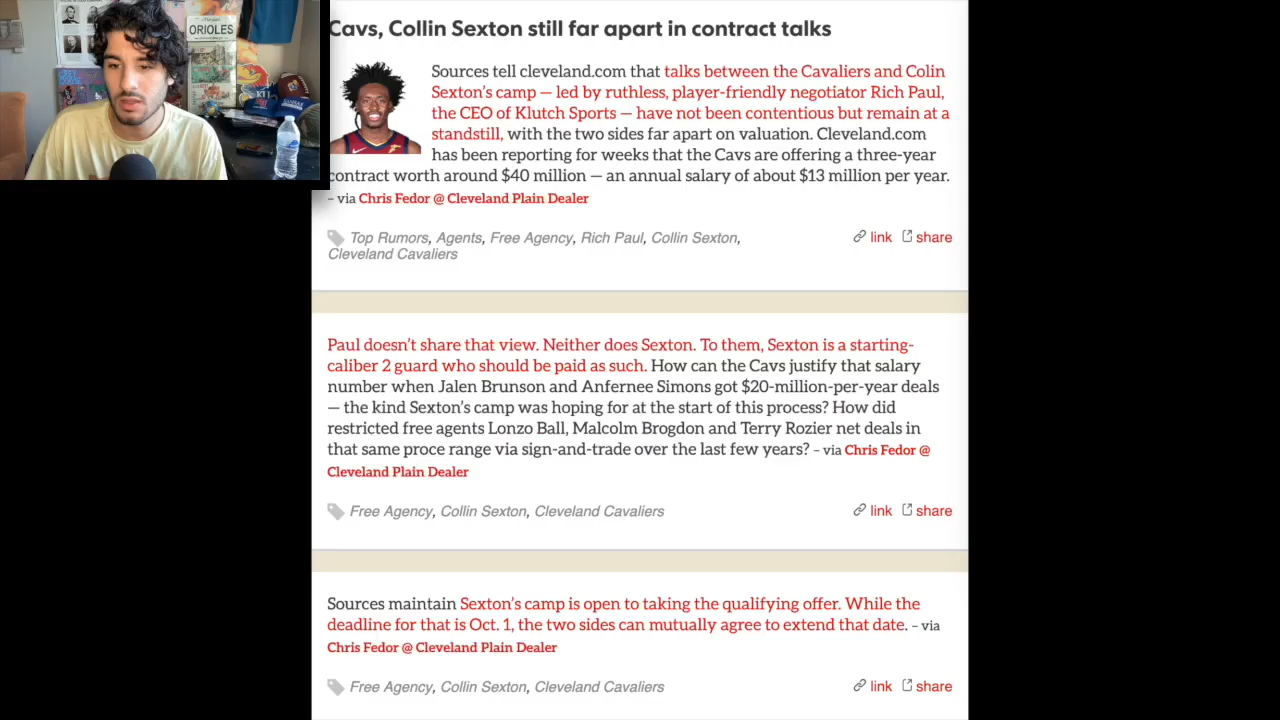 ORIOLES
KANSAS
Cavs, Collin Sexton still far apart in contract talks
Sources tell cleveland.com that talks between the Cavaliers and Colin
Sexton’s camp — led by ruthless, player-friendly negotiator Rich Paul,
the CEO of Klutch Sports — have not been contentious but remain at a
standstill, with the two sides far apart on valuation. Cleveland.com
has been reporting for weeks that the Cavs are offering a three-year
contract worth around $40 million — an annual salary of about $13 million per year.
– via Chris Fedor @ Cleveland Plain Dealer
Top Rumors, Agents, Free Agency, Rich Paul, Collin Sexton,
Cleveland Cavaliers
link share
Paul doesn’t share that view. Neither does Sexton. To them, Sexton is a starting-
caliber 2 guard who should be paid as such. How can the Cavs justify that salary
number when Jalen Brunson and Anfernee Simons got $20-million-per-year deals
— the kind Sexton’s camp was hoping for at the start of this process? How did
restricted free agents Lonzo Ball, Malcolm Brogdon and Terry Rozier net deals in
that same proce range via sign-and-trade over the last few years? – via Chris Fedor @
Cleveland Plain Dealer
Free Agency, Collin Sexton, Cleveland Cavaliers
link share
Sources maintain Sexton’s camp is open to taking the qualifying offer. While the
deadline for that is Oct. 1, the two sides can mutually agree to extend that date. – via
Chris Fedor @ Cleveland Plain Dealer
Free Agency, Collin Sexton, Cleveland Cavaliers
link share